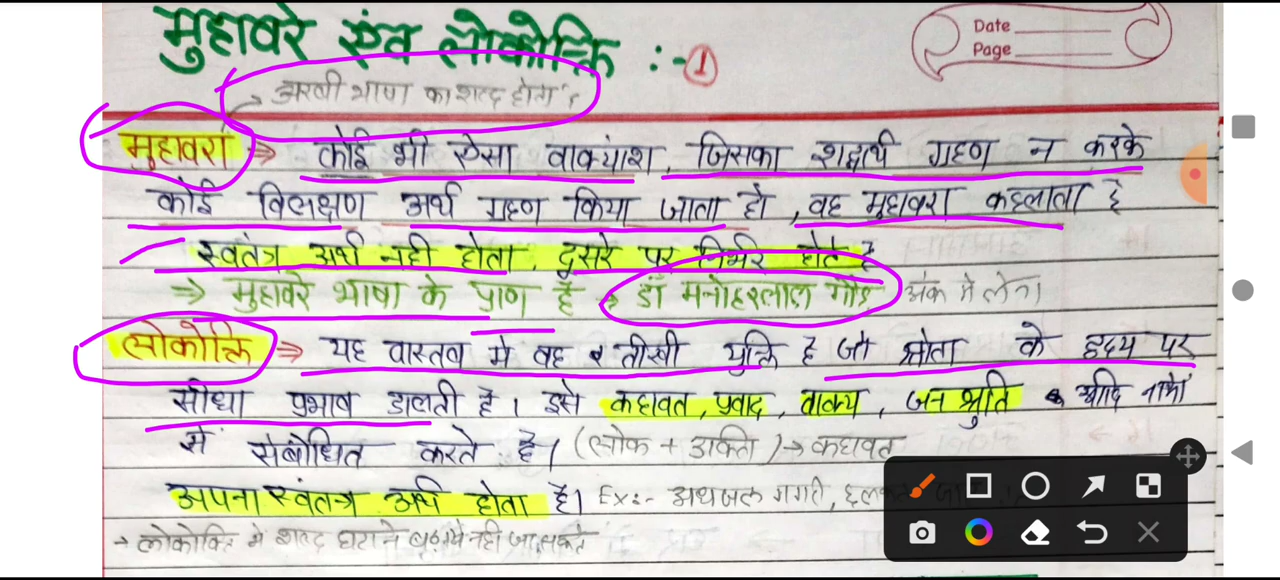 मुहावरे एंव लोकोक्ति :-①
Date
Page
→ अरबी भाषा का शब्द होता है
मुहावरा ⇒ कोई भी ऐसा वाक्यांश, जिसका शब्दार्थ ग्रहण न करके
कोई विलक्षण अर्थ ग्रहण किया जाता हो, वह मुहावरा कहलाता है
स्वतंत्र अर्थ नही होता, दुसरे पर निर्भर होते है
⇒ मुहावरे भाषा के प्राण है → डॉ मनोहरलाल गौड़
लोकोक्ति ⇒ यह वास्तव मे वह तीखी युक्ति है जो श्रोता के हृदय पर
सीधा प्रभाव डालती है। इसे कहावत, प्रवाद, वाक्य, जन श्रुति आदि नामों
से संबोधित करते है। (लोक + उक्ति) → कहावत
अपना स्वंतत्र अर्थ होता है। Ex:- अधजल गगरी,
→ लोकोक्ति मे शब्द घटाने बढ़ाये नही जा सकते